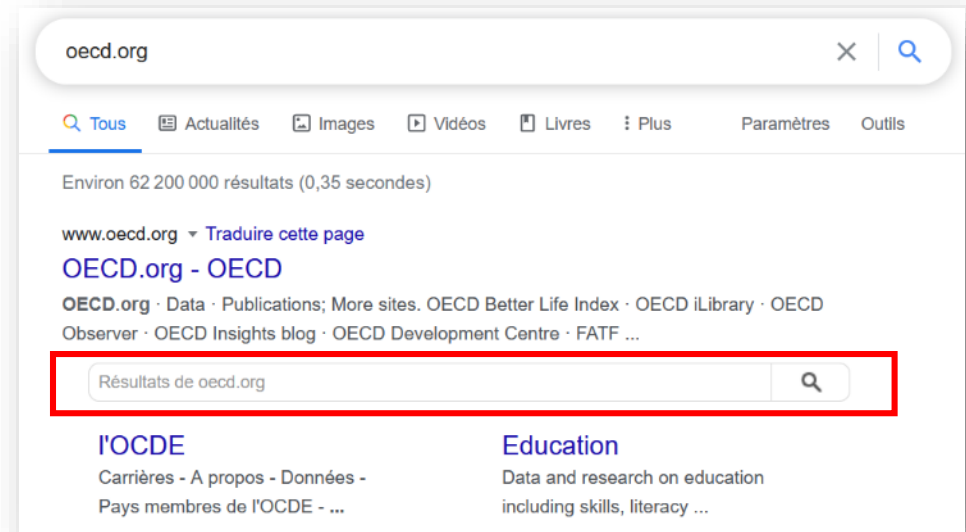 oecd.org
Tous Actualités Images Vidéos Livres Plus Paramètres Outils
Environ 62 200 000 résultats (0,35 secondes)
www.oecd.org Traduire cette page
OECD.org - OECD
OECD.org · Data · Publications; More sites. OECD Better Life Index · OECD iLibrary · OECD
Observer · OECD Insights blog · OECD Development Centre · FATF ...
Résultats de oecd.org
l'OCDE
Carrières - A propos - Données -
Pays membres de l'OCDE - ...
Education
Data and research on education
including skills, literacy ...